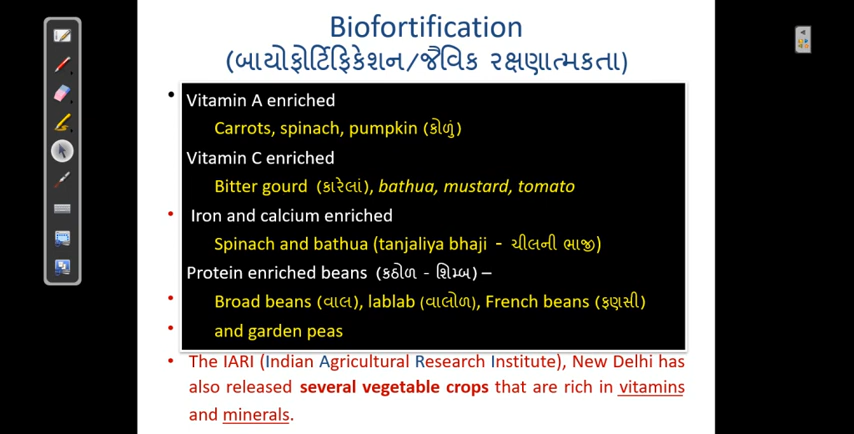 Biofortification
(બાયોફોર્ટિફિકેશન/જૈવિક રક્ષણાત્મકતા)
• Vitamin A enriched
Carrots, spinach, pumpkin (કોળું)
Vitamin C enriched
Bitter gourd (કારેલાં), bathua, mustard, tomato
• Iron and calcium enriched
Spinach and bathua (tanjaliya bhaji - ચીલની ભાજી)
Protein enriched beans (કઠોળ - શિમ્બ) –
• Broad beans (વાલ), lablab (વાલોળ), French beans (ફણસી)
• and garden peas
• The IARI (Indian Agricultural Research Institute), New Delhi has
also released several vegetable crops that are rich in vitamins
and minerals.